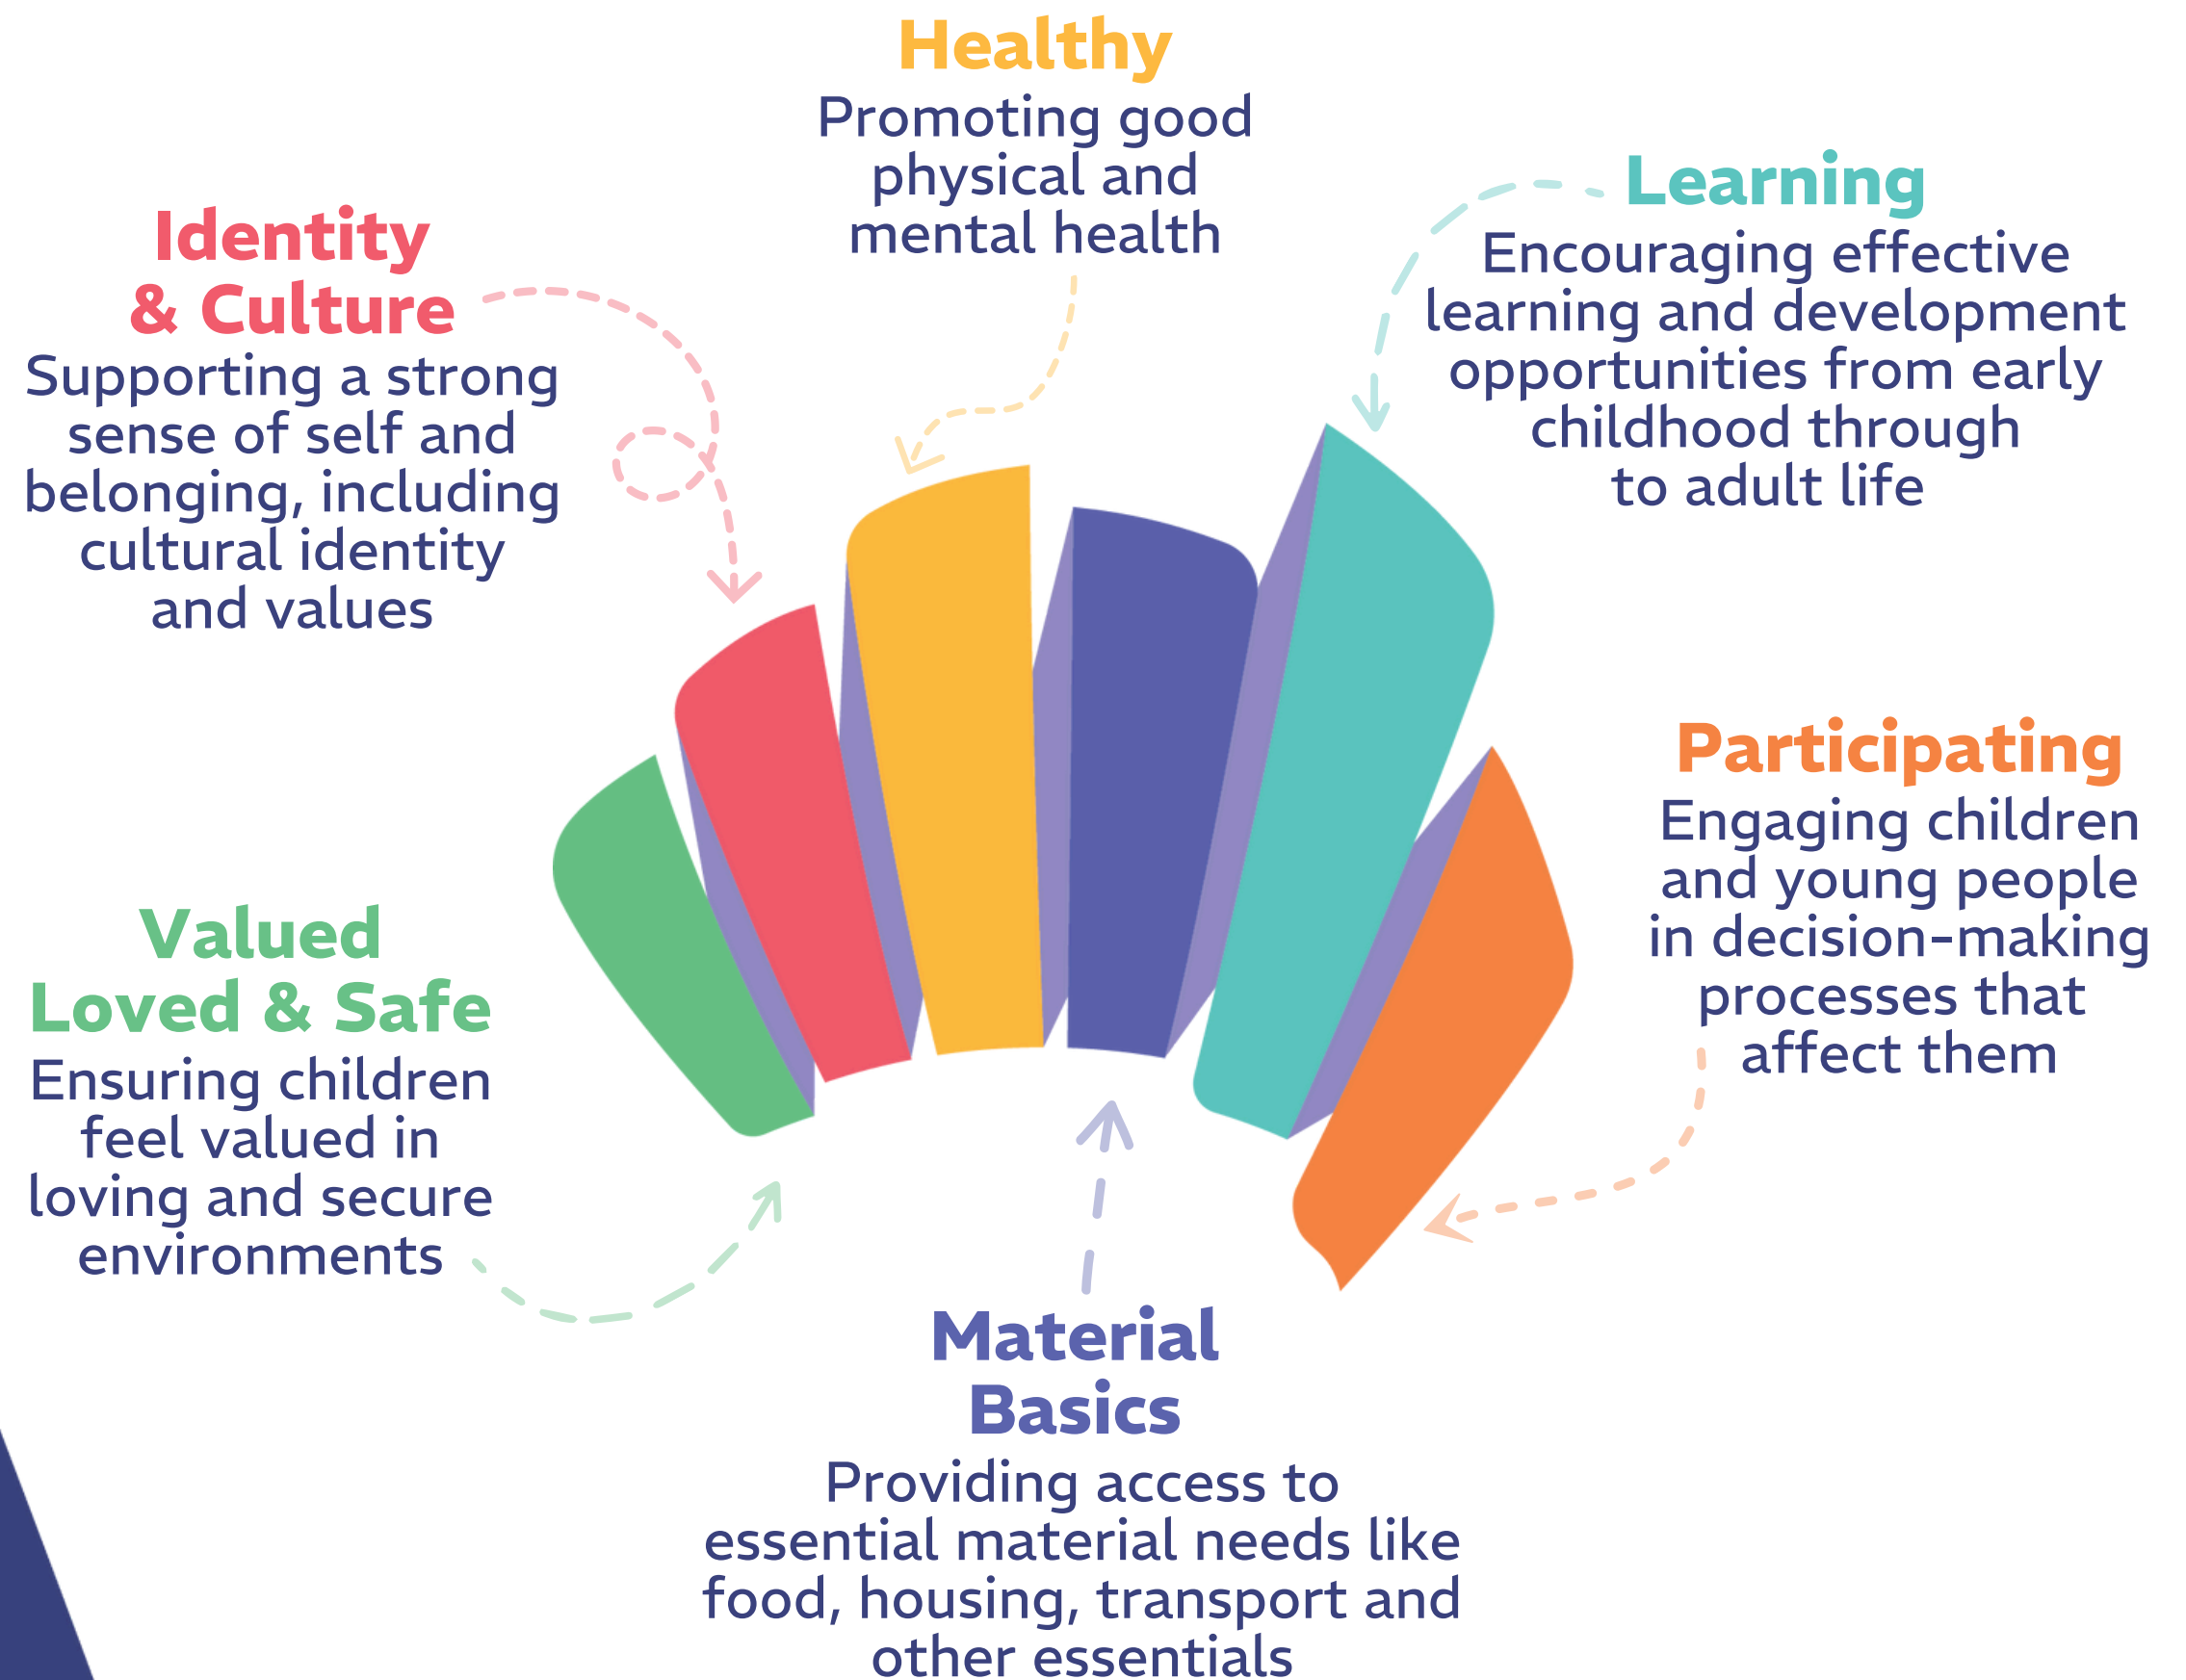 Healthy
Promoting good
physical and
mental health
Learning
Encouraging effective
learning and development
opportunities from early
childhood through
to adult life
Identity
& Culture
Supporting a strong
sense of self and
belonging, including
cultural identity
and values
Participating
Engaging children
and young people
in decision-making
processes that
affect them
Valued
Loved & Safe
Ensuring children
feel valued in
loving and secure
environments
Material
Basics
Providing access to
essential material needs like
food, housing, transport and
other essentials